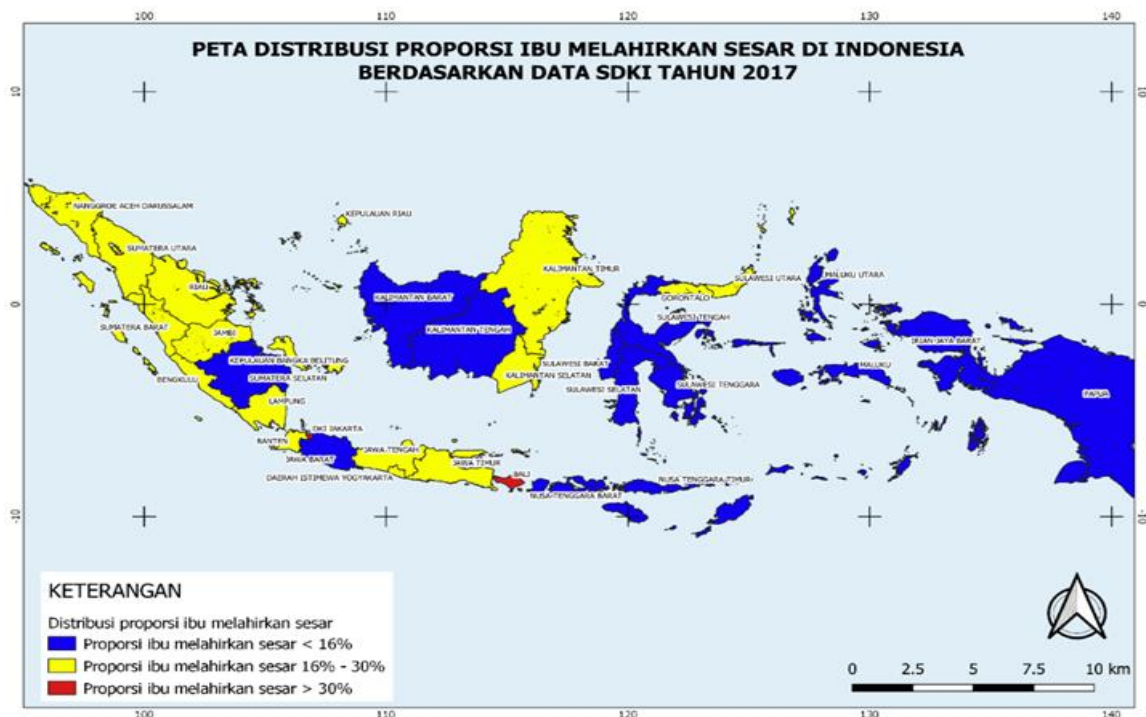 100 110 120 130 140
PETA DISTRIBUSI PROPORSI IBU MELAHIRKAN SESAR DI INDONESIA
BERDASARKAN DATA SDKI TAHUN 2017
10
10
NANGGROE ACEH DARUSSALAM
KEPULAUAN RIAU
SUMATERA UTARA
KALIMANTAN TIMUR
SULAWESI UTARA
MALUKU UTARA
RIAU
KALIMANTAN BARAT
GORONTALO
0
0
SULAWESI TENGAH
SUMATERA BARAT
JAMBI
KALIMANTAN TENGAH
IRIAN JAYA BARAT
KEPULAUAN BANGKA BELITUNG
SULAWESI BARAT
MALUKU
BENGKULU
SUMATERA SELATAN
KALIMANTAN SELATAN
SULAWESI SELATAN
SULAWESI TENGGARA
PAPUA
LAMPUNG
DKI JAKARTA
BANTEN
JAWA TENGAH
JAWA BARAT
JAWA TIMUR
BALI
DAERAH ISTIMEWA YOGYAKARTA
NUSA TENGGARA TIMUR
NUSA TENGGARA BARAT
-10
-10
KETERANGAN
Distribusi proporsi ibu melahirkan sesar
Proporsi ibu melahirkan sesar < 16%
Proporsi ibu melahirkan sesar 16% - 30%
Proporsi ibu melahirkan sesar > 30%
0 2.5 5 7.5 10 km
100 110 120 130 140